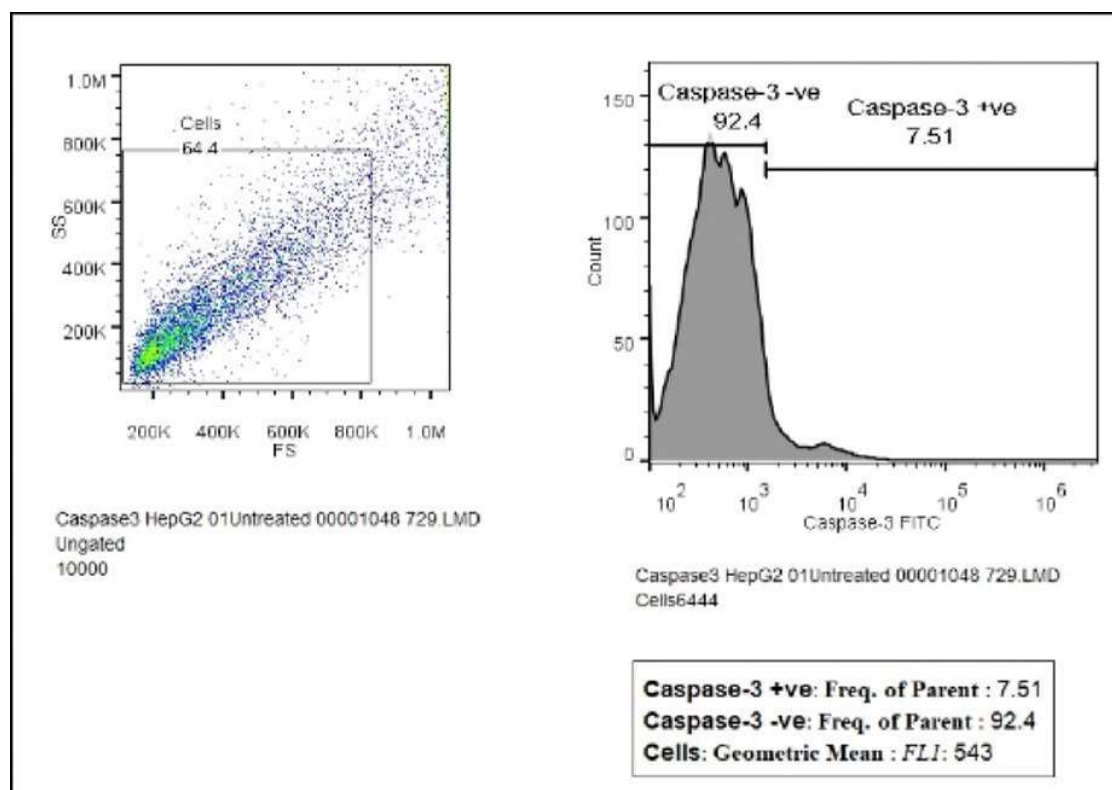 1.0M
800K
600K
400K
200K
SS
Cells
64.4
200K 400K 600K 800K 1.0M
FS
Caspase3 HepG2 01Untreated 00001048 729.LMD
Ungated
10000
150
100
50
0
Count
Caspase-3 -ve
92.4
Caspase-3 +ve
7.51
10 2 10 3 10 4 10 5 10 6
Caspase-3 FITC
Caspase3 HepG2 01Untreated 00001048 729.LMD
Cells6444
Caspase-3 +ve: Freq. of Parent : 7.51
Caspase-3 -ve: Freq. of Parent : 92.4
Cells: Geometric Mean : FL1: 543